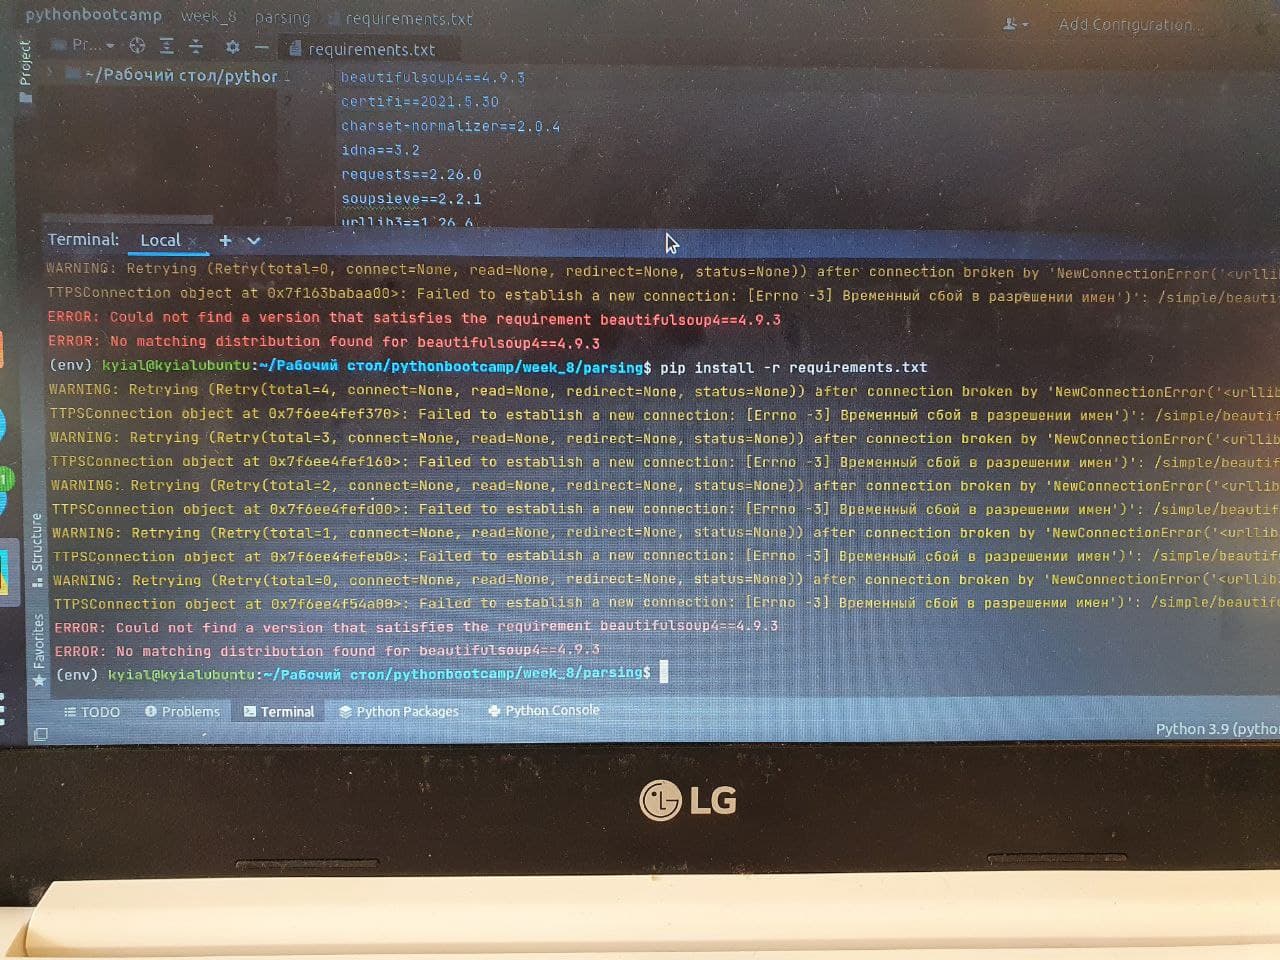 pythonbootcamp week_8 parsing requirements.txt
Add Configuration...
Project
Pr...
requirements.txt
~/Рабочий стол/python
1
beautifulsoup4==4.9.3
2
certifi==2021.5.30
charset-normalizer==2.0.4
idna==3.2
requests==2.26.0
6
soupsieve==2.2.1
7
urllib3==1.26.6
Terminal: Local × +
WARNING: Retrying (Retry(total=0, connect=None, read=None, redirect=None, status=None)) after connection broken by 'NewConnectionError('<urllib
TTPSConnection object at 0x7f163babaa00>: Failed to establish a new connection: [Errno -3] Временный сбой в разрешении имен')': /simple/beauti
ERROR: Could not find a version that satisfies the requirement beautifulsoup4==4.9.3
ERROR: No matching distribution found for beautifulsoup4==4.9.3
(env) kyial@kyialubuntu:~/Рабочий стол/pythonbootcamp/week_8/parsing$ pip install -r requirements.txt
WARNING: Retrying (Retry(total=4, connect=None, read=None, redirect=None, status=None)) after connection broken by 'NewConnectionError('<urllib
TTPSConnection object at 0x7f6ee4fef370>: Failed to establish a new connection: [Errno -3] Временный сбой в разрешении имен')': /simple/beautif
WARNING: Retrying (Retry(total=3, connect=None, read=None, redirect=None, status=None)) after connection broken by 'NewConnectionError('<urllib
TTPSConnection object at 0x7f6ee4fef160>: Failed to establish a new connection: [Errno -3] Временный сбой в разрешении имен')': /simple/beautif
WARNING: Retrying (Retry(total=2, connect=None, read=None, redirect=None, status=None)) after connection broken by 'NewConnectionError('<urllib
TTPSConnection object at 0x7f6ee4fefd00>: Failed to establish a new connection: [Errno -3] Временный сбой в разрешении имен')': /simple/beautif
WARNING: Retrying (Retry(total=1, connect=None, read=None, redirect=None, status=None)) after connection broken by 'NewConnectionError('<urllib.
TTPSConnection object at 0x7f6ee4fefeb0>: Failed to establish a new connection: [Errno -3] Временный сбой в разрешении имен')': /simple/beautif
WARNING: Retrying (Retry(total=0, connect=None, read=None, redirect=None, status=None)) after connection broken by 'NewConnectionError('<urllib.
TTPSConnection object at 0x7f6ee4f54a00>: Failed to establish a new connection: [Errno -3] Временный сбой в разрешении имен')': /simple/beautif
ERROR: Could not find a version that satisfies the requirement beautifulsoup4==4.9.3
ERROR: No matching distribution found for beautifulsoup4==4.9.3
(env) kyial@kyialubuntu:~/Рабочий стол/pythonbootcamp/week_8/parsing$
Structure
Favorites
TODO Problems Terminal Python Packages Python Console
Python 3.9 (pytho
LG